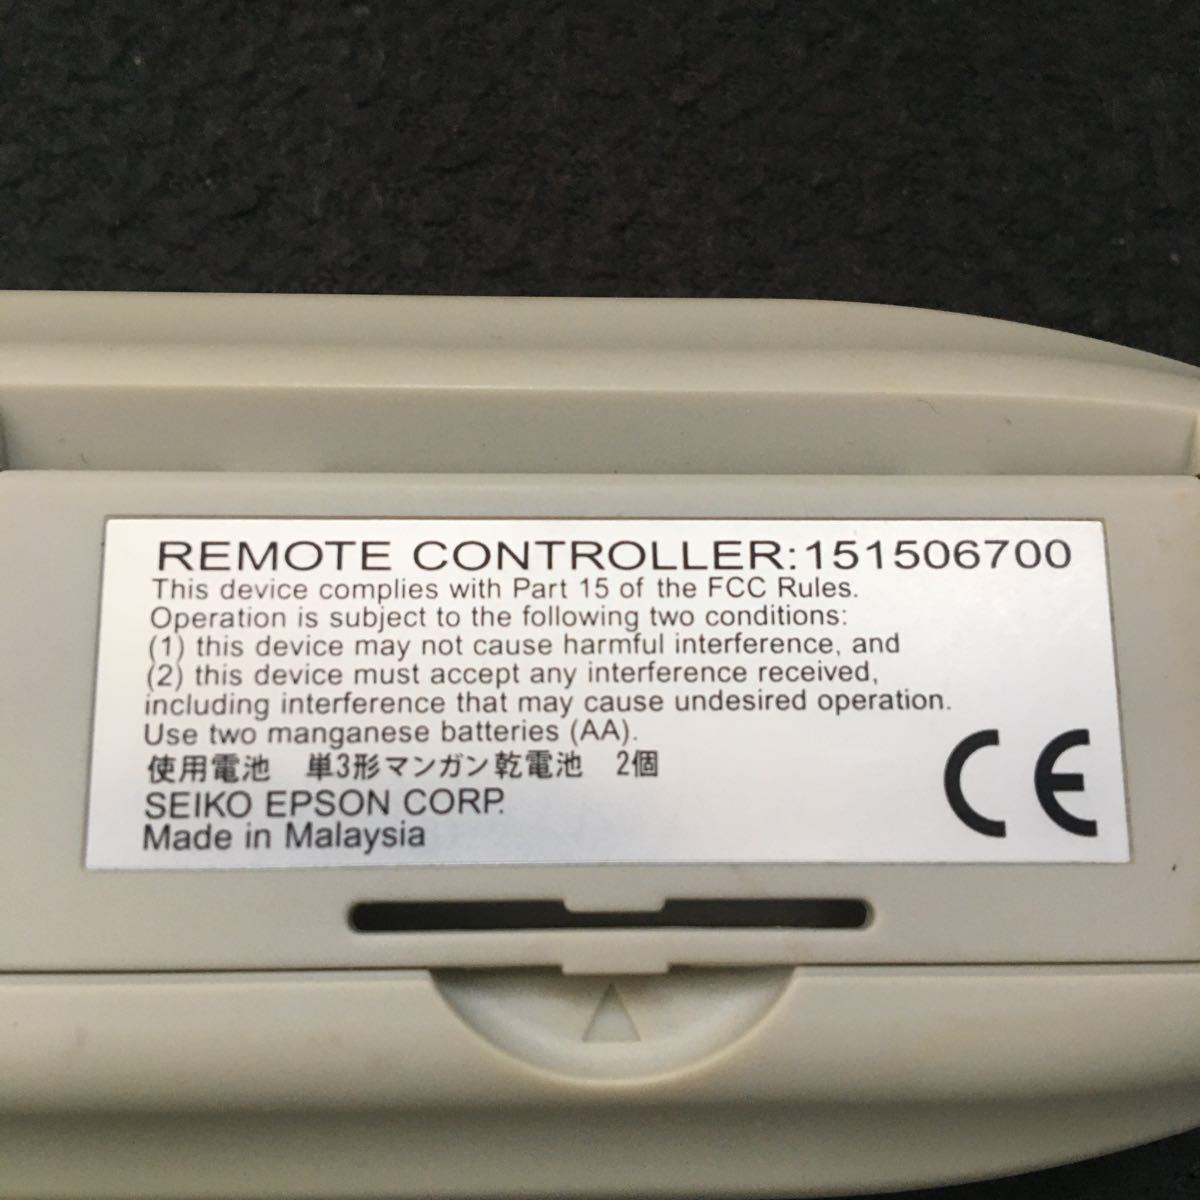 REMOTE CONTROLLER:151506700
This device complies with Part 15 of the FCC Rules.
Operation is subject to the following two conditions:
(1) this device may not cause harmful interference, and
(2) this device must accept any interference received,
including interference that may cause undesired operation.
Use two manganese batteries (AA).
使用電池　単3形マンガン乾電池　2個
SEIKO EPSON CORP.
Made in Malaysia
CE